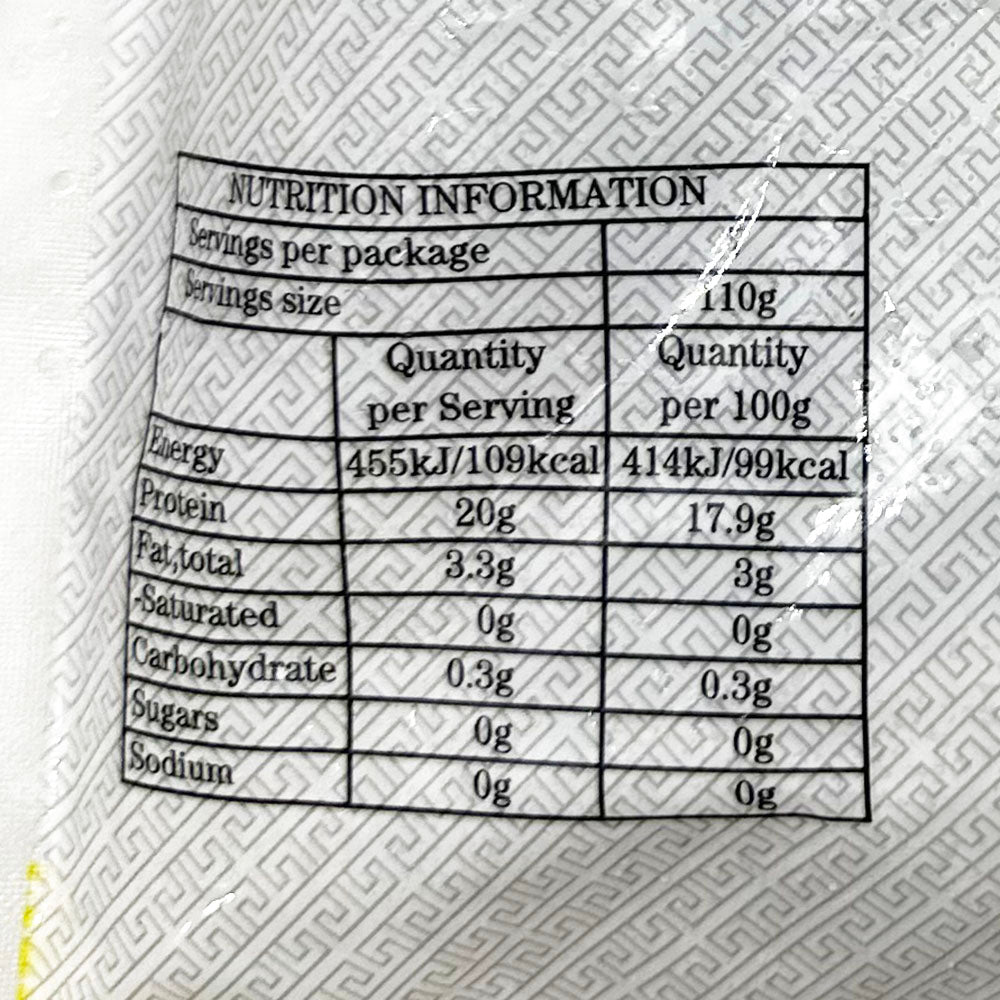 NUTRITION INFORMATION
Servings per package
Servings size 110g
Quantity per Serving Quantity per 100g
Energy 455kJ/109kcal 414kJ/99kcal
Protein 20g 17.9g
Fat,total 3.3g 3g
-Saturated 0g 0g
Carbohydrate 0.3g 0.3g
Sugars 0g 0g
Sodium 0g 0g